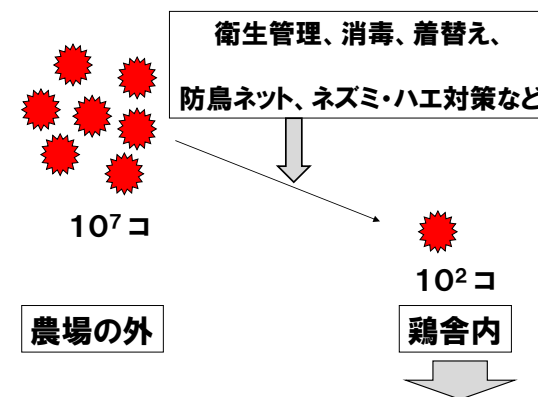 衛生管理、消毒、着替え、
防鳥ネット、ネズミ・ハエ対策など
10⁷コ
10²コ
農場の外
鶏舎内